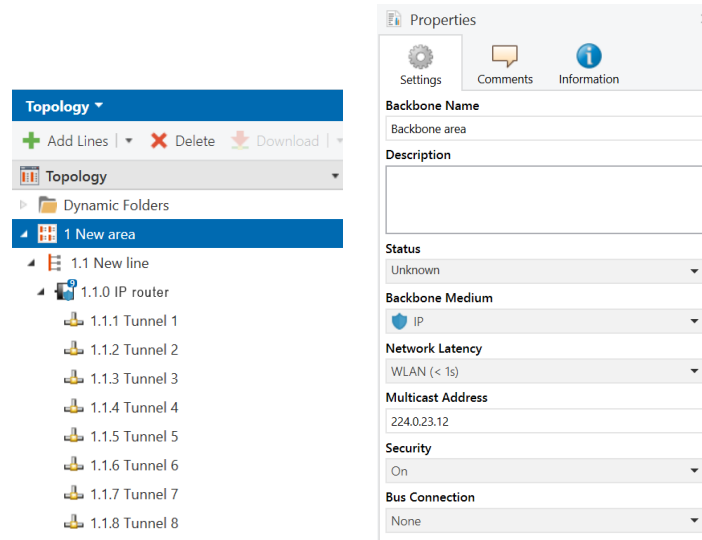 Topology
Add Lines
Delete
Download
Topology
Dynamic Folders
1 New area
1.1 New line
9
1.1.0 IP router
1.1.1 Tunnel 1
1.1.2 Tunnel 2
1.1.3 Tunnel 3
1.1.4 Tunnel 4
1.1.5 Tunnel 5
1.1.6 Tunnel 6
1.1.7 Tunnel 7
1.1.8 Tunnel 8
Properties
Settings
Comments
Information
Backbone Name
Backbone area
Description
Status
Unknown
Backbone Medium
IP
Network Latency
WLAN (< 1s)
Multicast Address
224.0.23.12
Security
On
Bus Connection
None